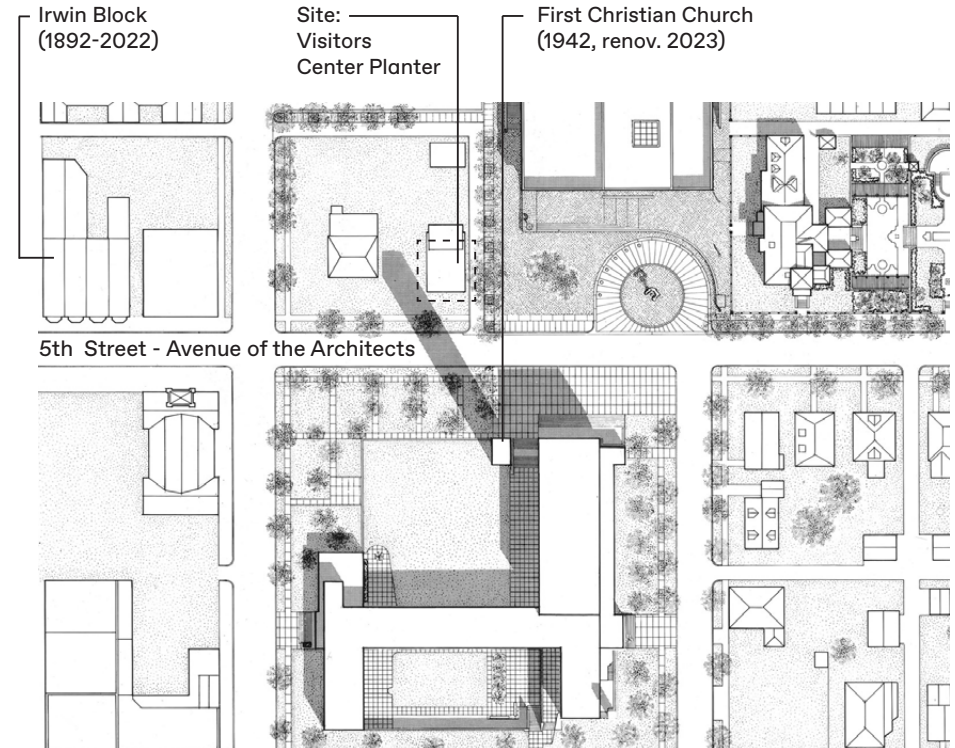 Irwin Block
(1892-2022)
Site:
Visitors
Center Planter
First Christian Church
(1942, renov. 2023)
5th Street - Avenue of the Architects